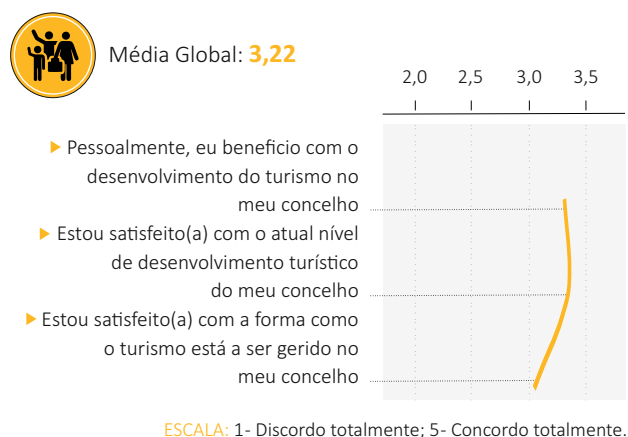 Média Global: 3,22
2,0 2,5 3,0 3,5
Pessoalmente, eu beneficio com o
desenvolvimento do turismo no
meu concelho
Estou satisfeito(a) com o atual nível
de desenvolvimento turístico
do meu concelho
Estou satisfeito(a) com a forma como
o turismo está a ser gerido no
meu concelho
ESCALA: 1- Discordo totalmente; 5- Concordo totalmente.